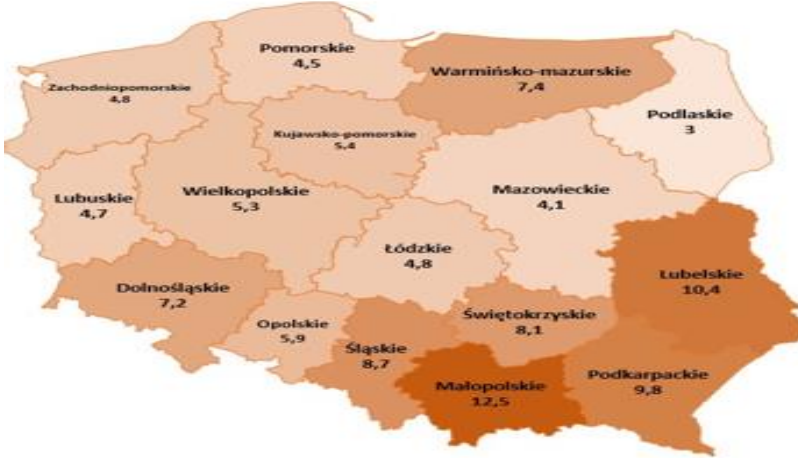 Pomorskie
4,5
Warmińsko-mazurskie
7,4
Zachodniopomorskie
4,8
Podlaskie
3
Kujawsko-pomorskie
5,4
Lubuskie
4,7
Wielkopolskie
5,3
Mazowieckie
4,1
Łódzkie
4,8
Lubelskie
10,4
Dolnośląskie
7,2
Opolskie
5,9
Świętokrzyskie
8,1
Śląskie
8,7
Małopolskie
12,5
Podkarpackie
9,8